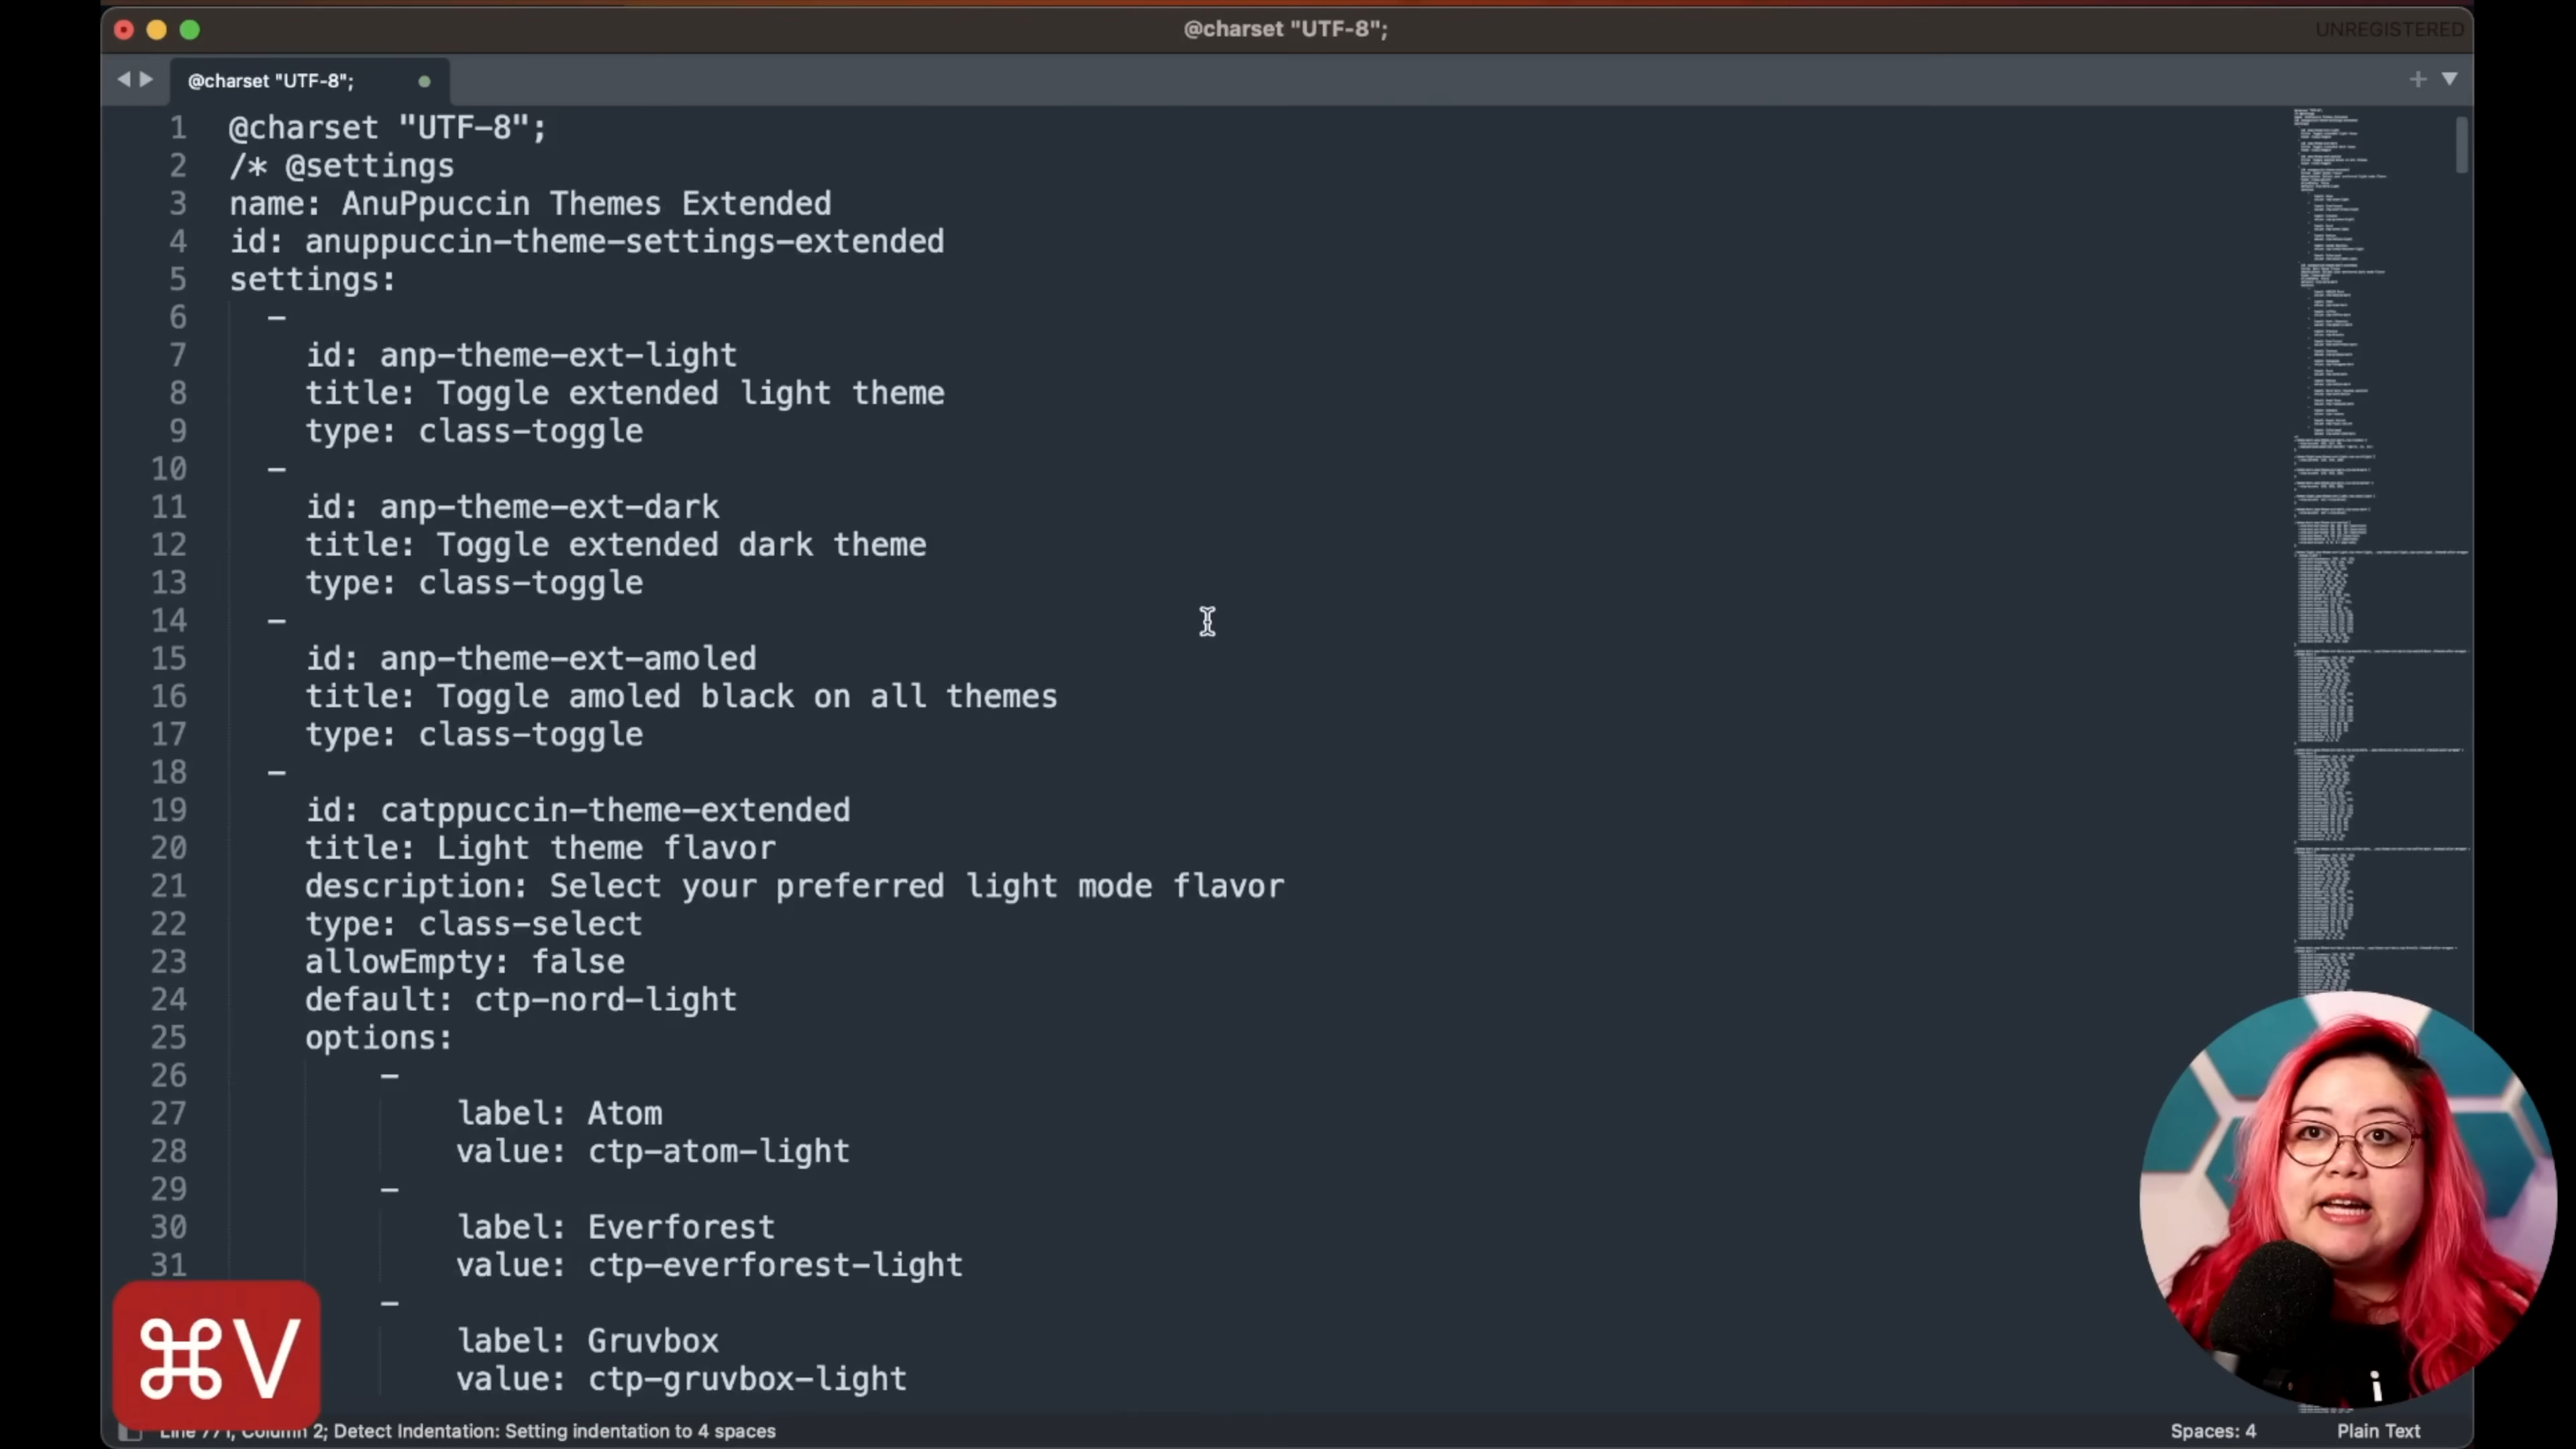 @charset "UTF-8";
UNREGISTERED
@charset "UTF-8";
1 @charset "UTF-8";
2 /* @settings
3 name: AnuPpuccin Themes Extended
4 id: anuppuccin-theme-settings-extended
5 settings:
6 -
7 id: anp-theme-ext-light
8 title: Toggle extended light theme
9 type: class-toggle
10 -
11 id: anp-theme-ext-dark
12 title: Toggle extended dark theme
13 type: class-toggle
14 -
15 id: anp-theme-ext-amoled
16 title: Toggle amoled black on all themes
17 type: class-toggle
18 -
19 id: catppuccin-theme-extended
20 title: Light theme flavor
21 description: Select your preferred light mode flavor
22 type: class-select
23 allowEmpty: false
24 default: ctp-nord-light
25 options:
26 -
27 label: Atom
28 value: ctp-atom-light
29 -
30 label: Everforest
31 value: ctp-everforest-light
-
label: Gruvbox
value: ctp-gruvbox-light
⌘V
Line 771, Column 2; Detect Indentation: Setting indentation to 4 spaces
Spaces: 4
Plain Text